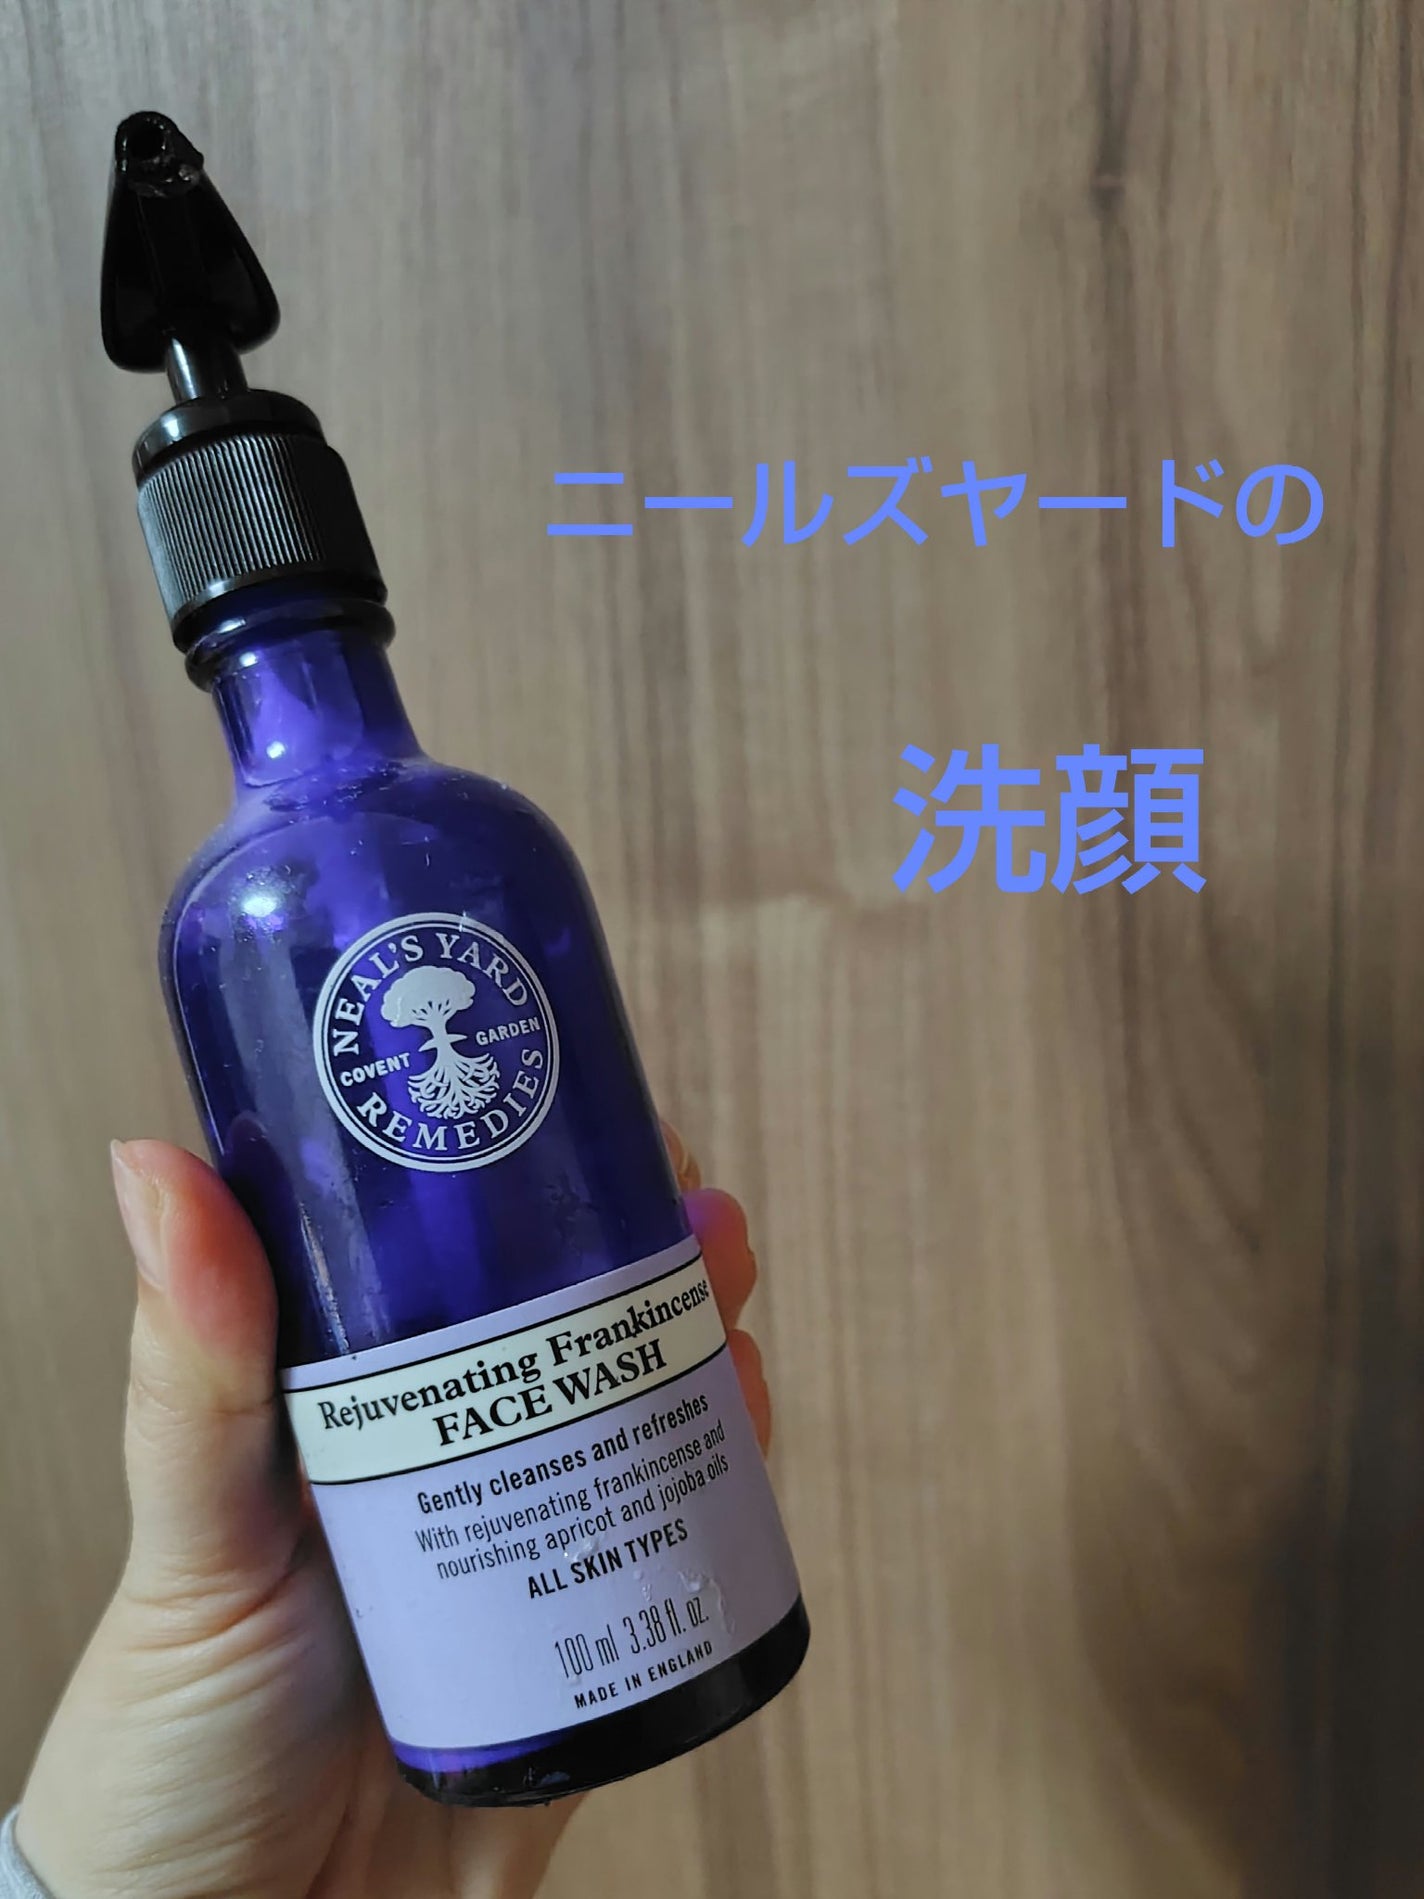 ニールズヤードの
洗顔
NEAL'S YARD
COVENT GARDEN
REMEDIES
Rejuvenating Frankincense
FACE WASH
Gently cleanses and refreshes
With rejuvenating frankincense and
nourishing apricot and jojoba oils
ALL SKIN TYPES
100 ml 3.38 fl. oz.
MADE IN ENGLAND